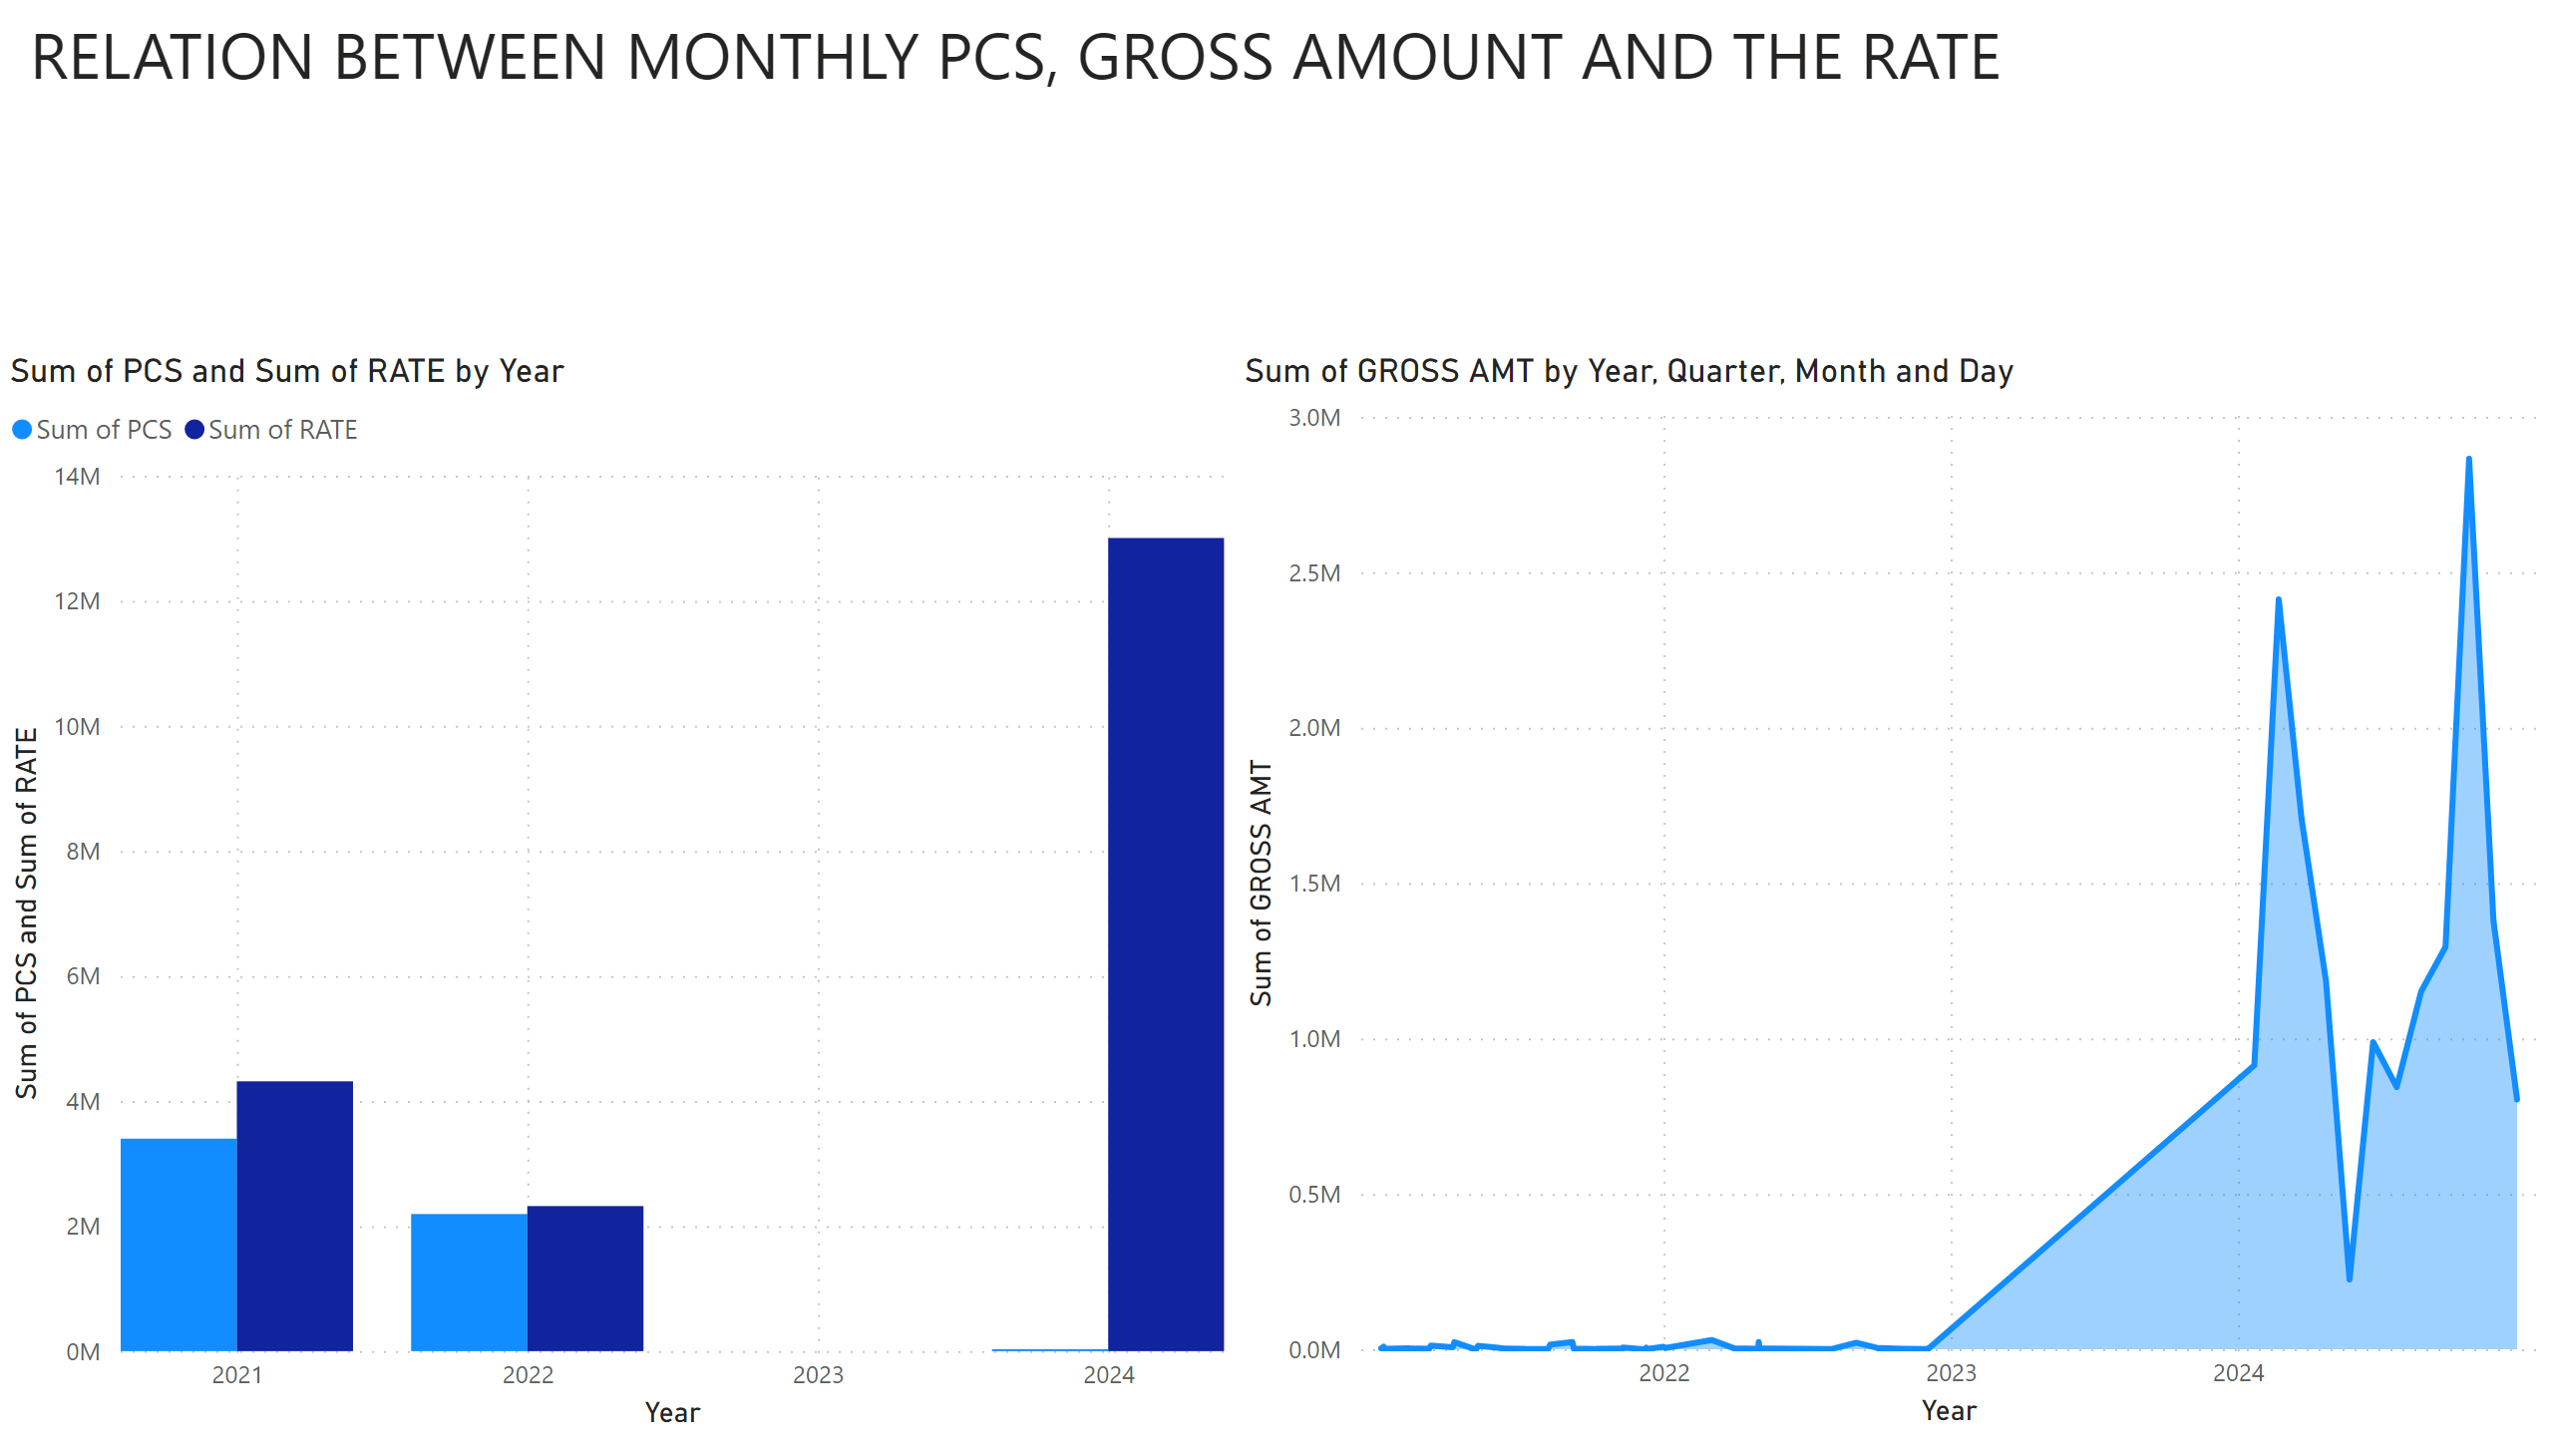 RELATION BETWEEN MONTHLY PCS, GROSS AMOUNT AND THE RATE
Sum of PCS and Sum of RATE by Year
Sum of PCS Sum of RATE
14M
12M
10M
8M
6M
4M
2M
0M
Sum of PCS and Sum of RATE
2021 2022 2023 2024
Year
Sum of GROSS AMT by Year, Quarter, Month and Day
3.0M
2.5M
2.0M
1.5M
1.0M
0.5M
0.0M
Sum of GROSS AMT
2022 2023 2024
Year